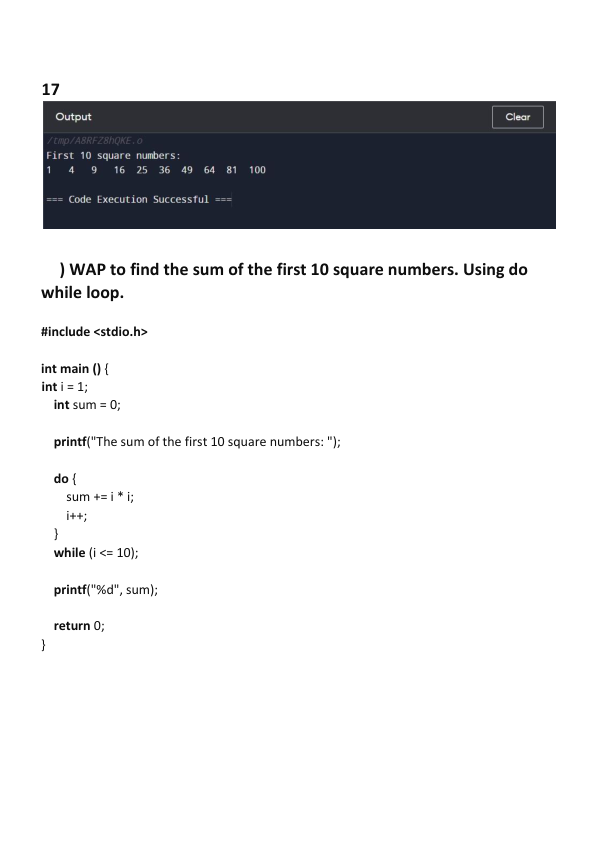 17
Output
Clear
/tmp/A8RFZ8hQKE.o
First 10 square numbers:
1 4 9 16 25 36 49 64 81 100
=== Code Execution Successful ===
) WAP to find the sum of the first 10 square numbers. Using do
while loop.
#include <stdio.h>
int main () {
int i = 1;
int sum = 0;
printf("The sum of the first 10 square numbers: ");
do {
sum += i * i;
i++;
}
while (i <= 10);
printf("%d", sum);
return 0;
}